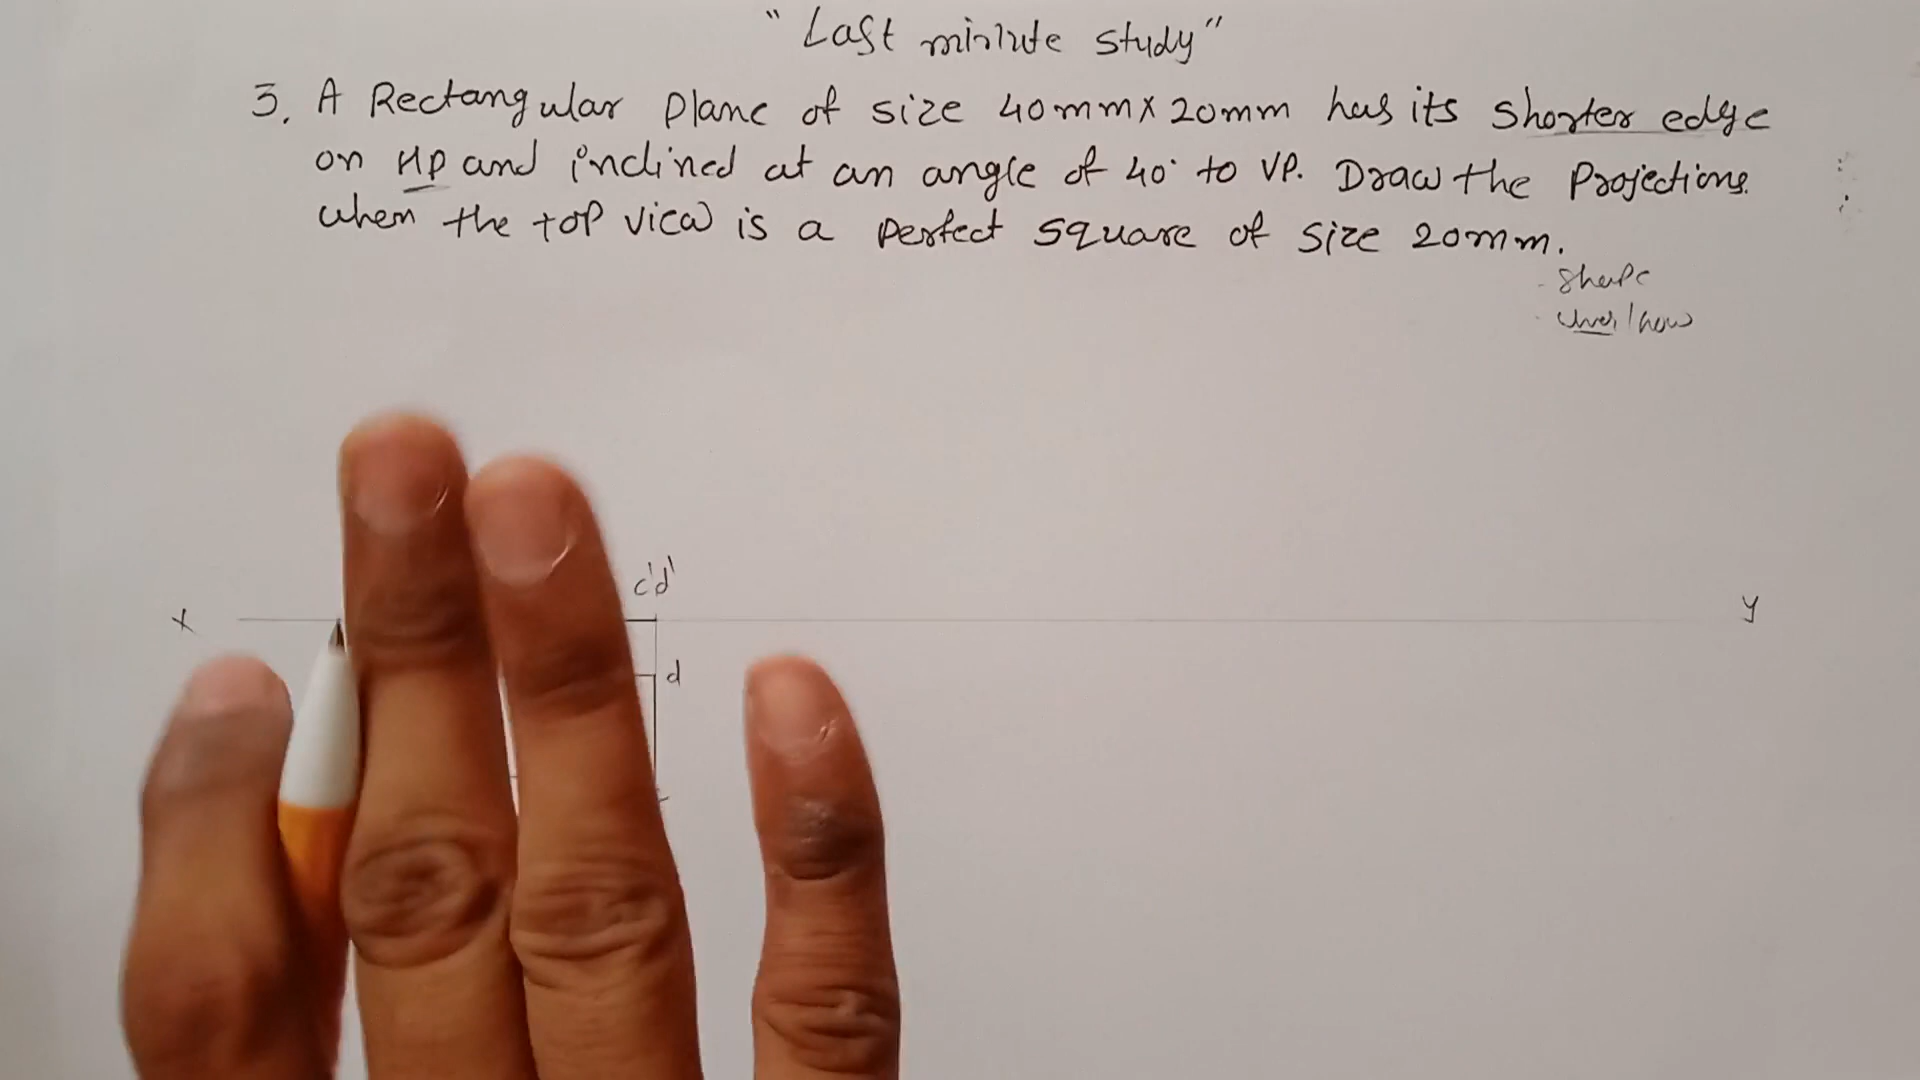 "Last minute study"
3. A Rectangular Plane of size 40mm x 20mm has its shorter edge
on HP and inclined at an angle of 40° to VP. Draw the Projections.
when the top view is a perfect square of size 20mm.
- shape
how
c'd'
x
y
d